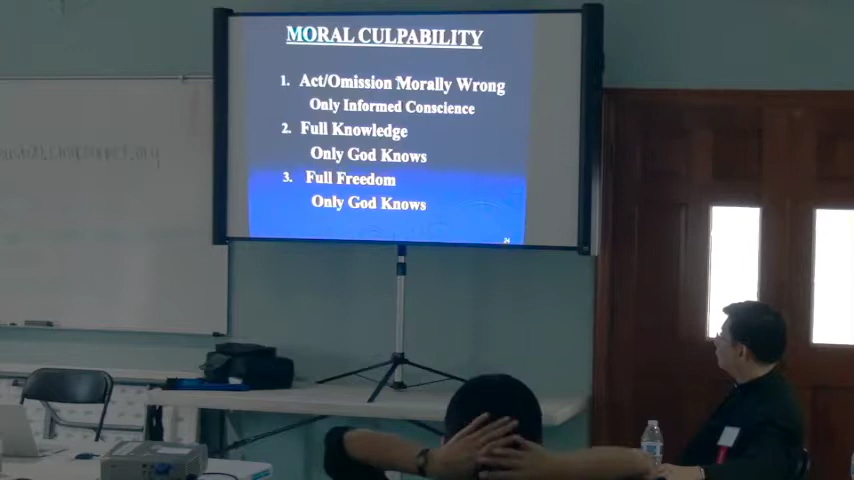 MORAL CULPABILITY
1. Act/Omission Morally Wrong
Only Informed Conscience
2. Full Knowledge
Only God Knows
3. Full Freedom
Only God Knows
24